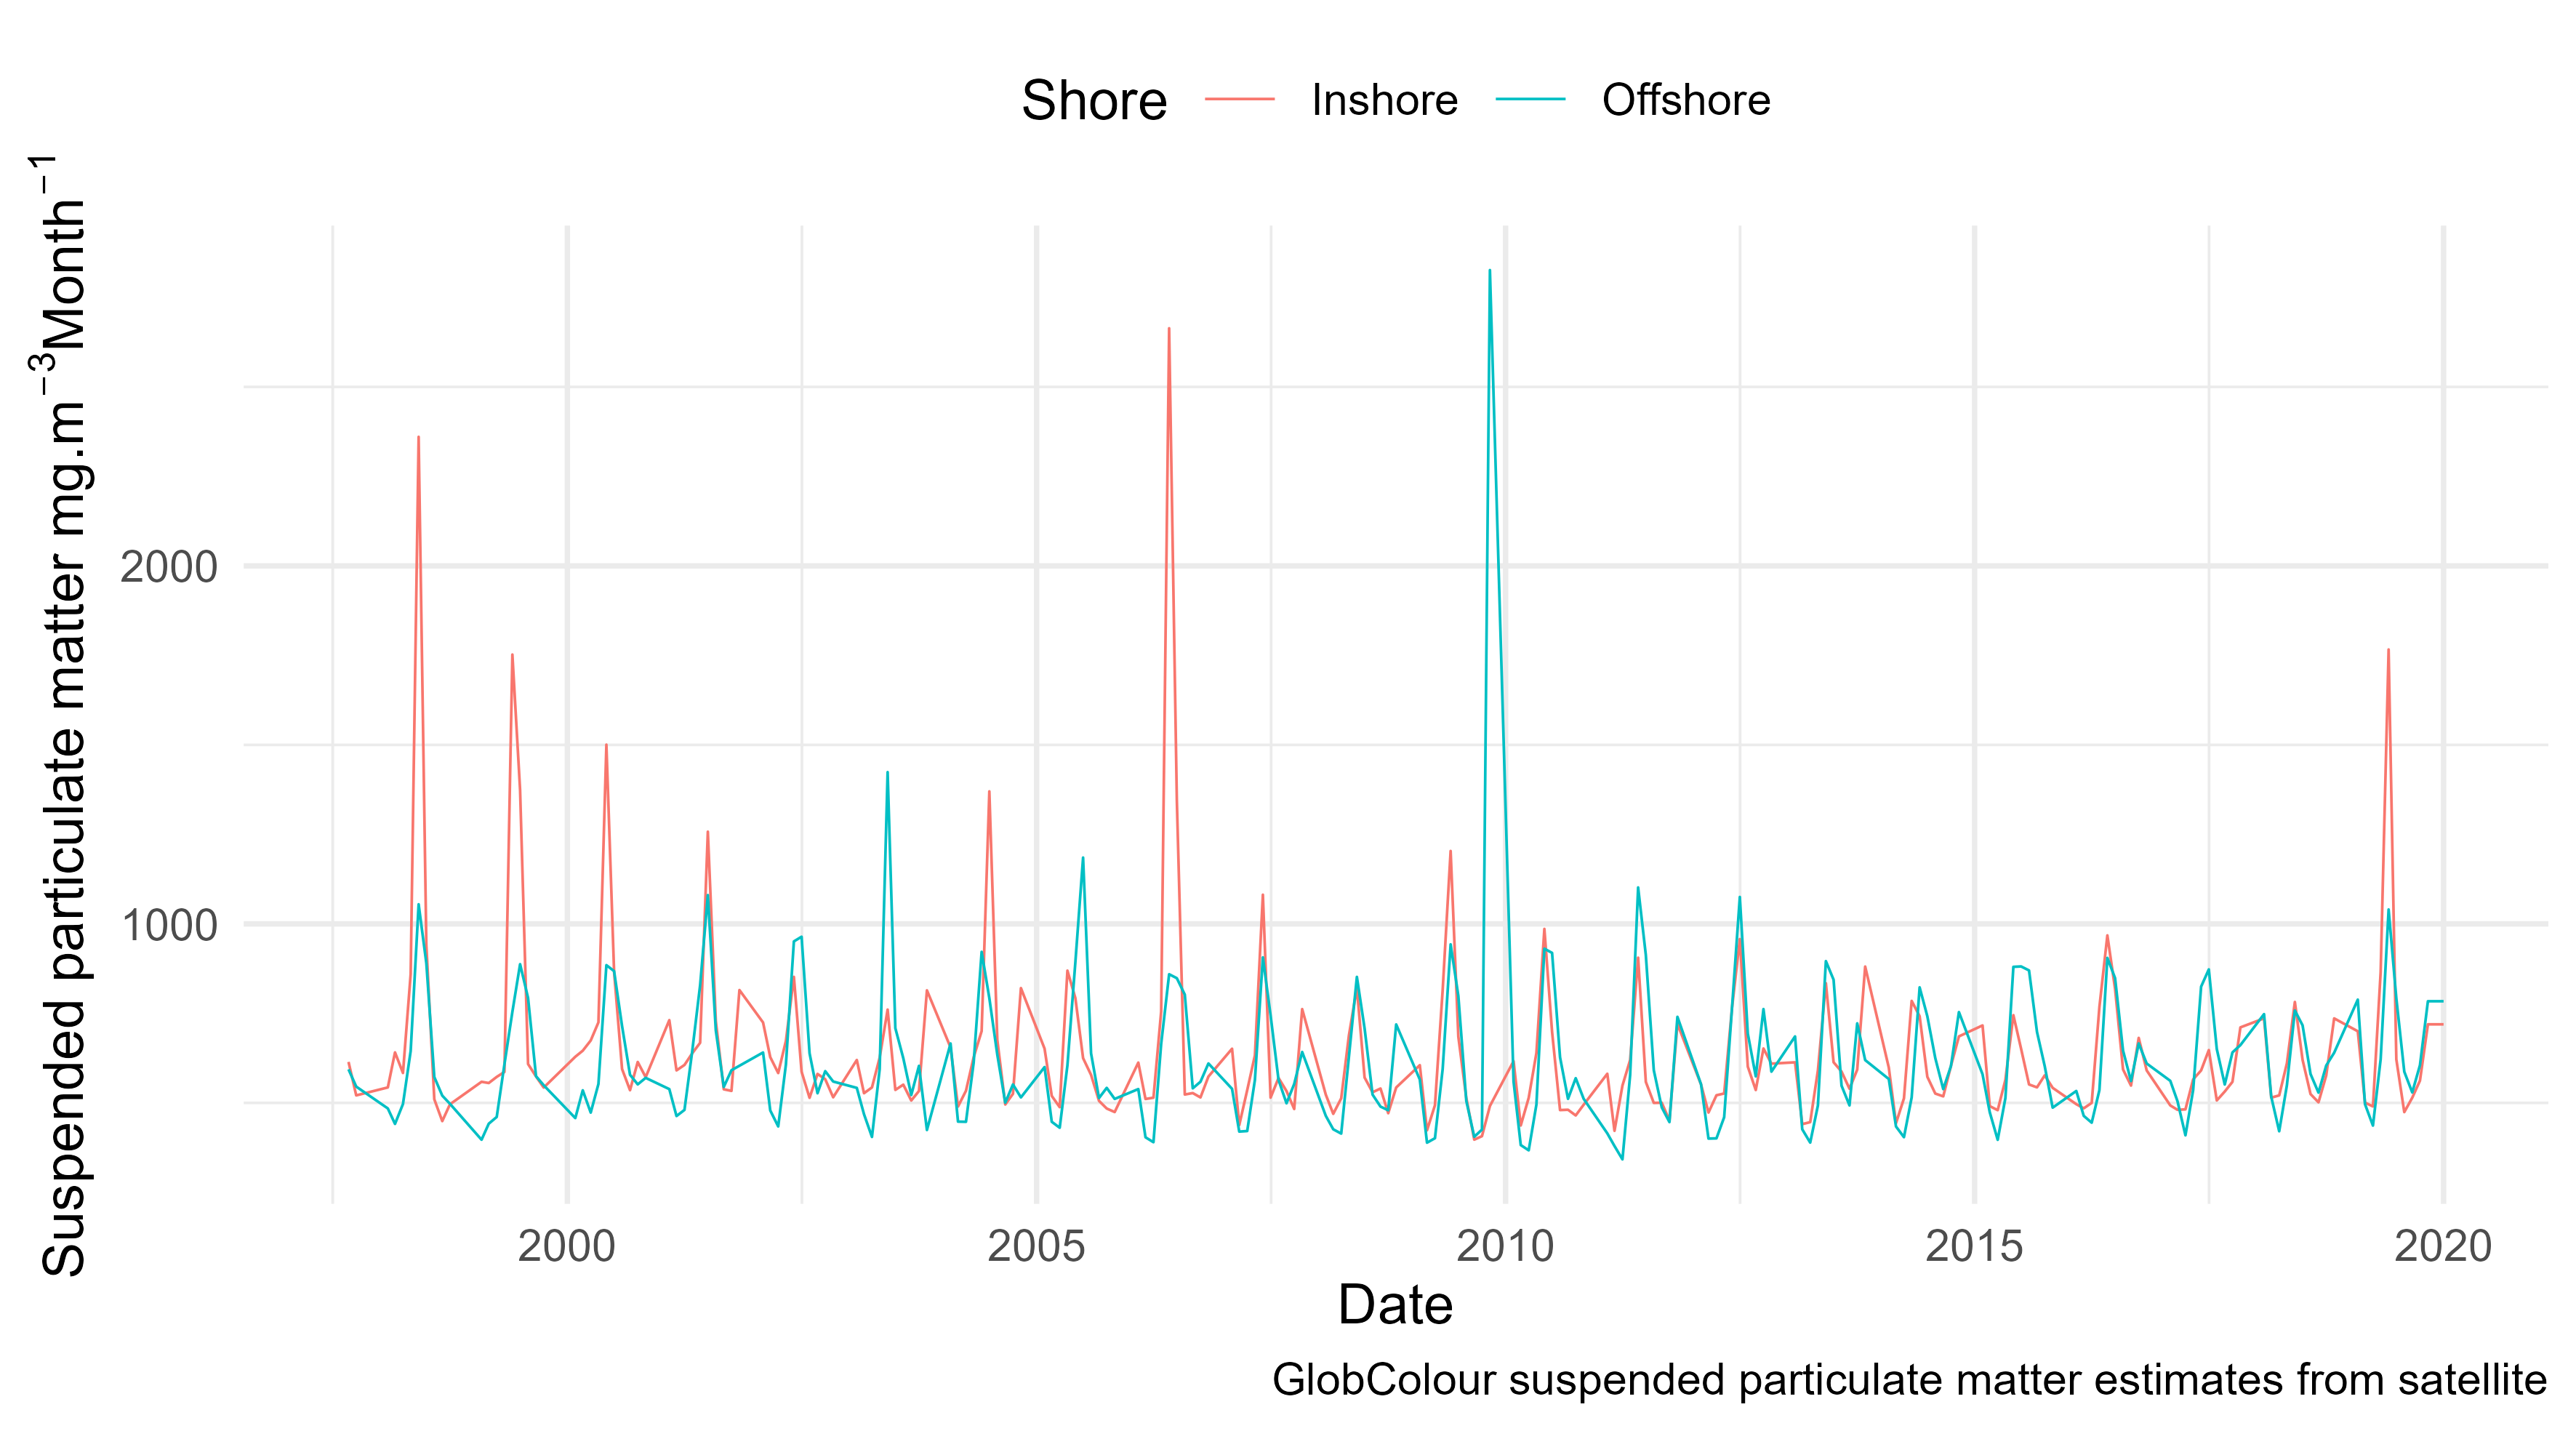 Shore Inshore Offshore
Suspended particulate matter mg.m⁻³Month⁻¹
2000
1000
2000 2005 2010 2015 2020
Date
GlobColour suspended particulate matter estimates from satellite